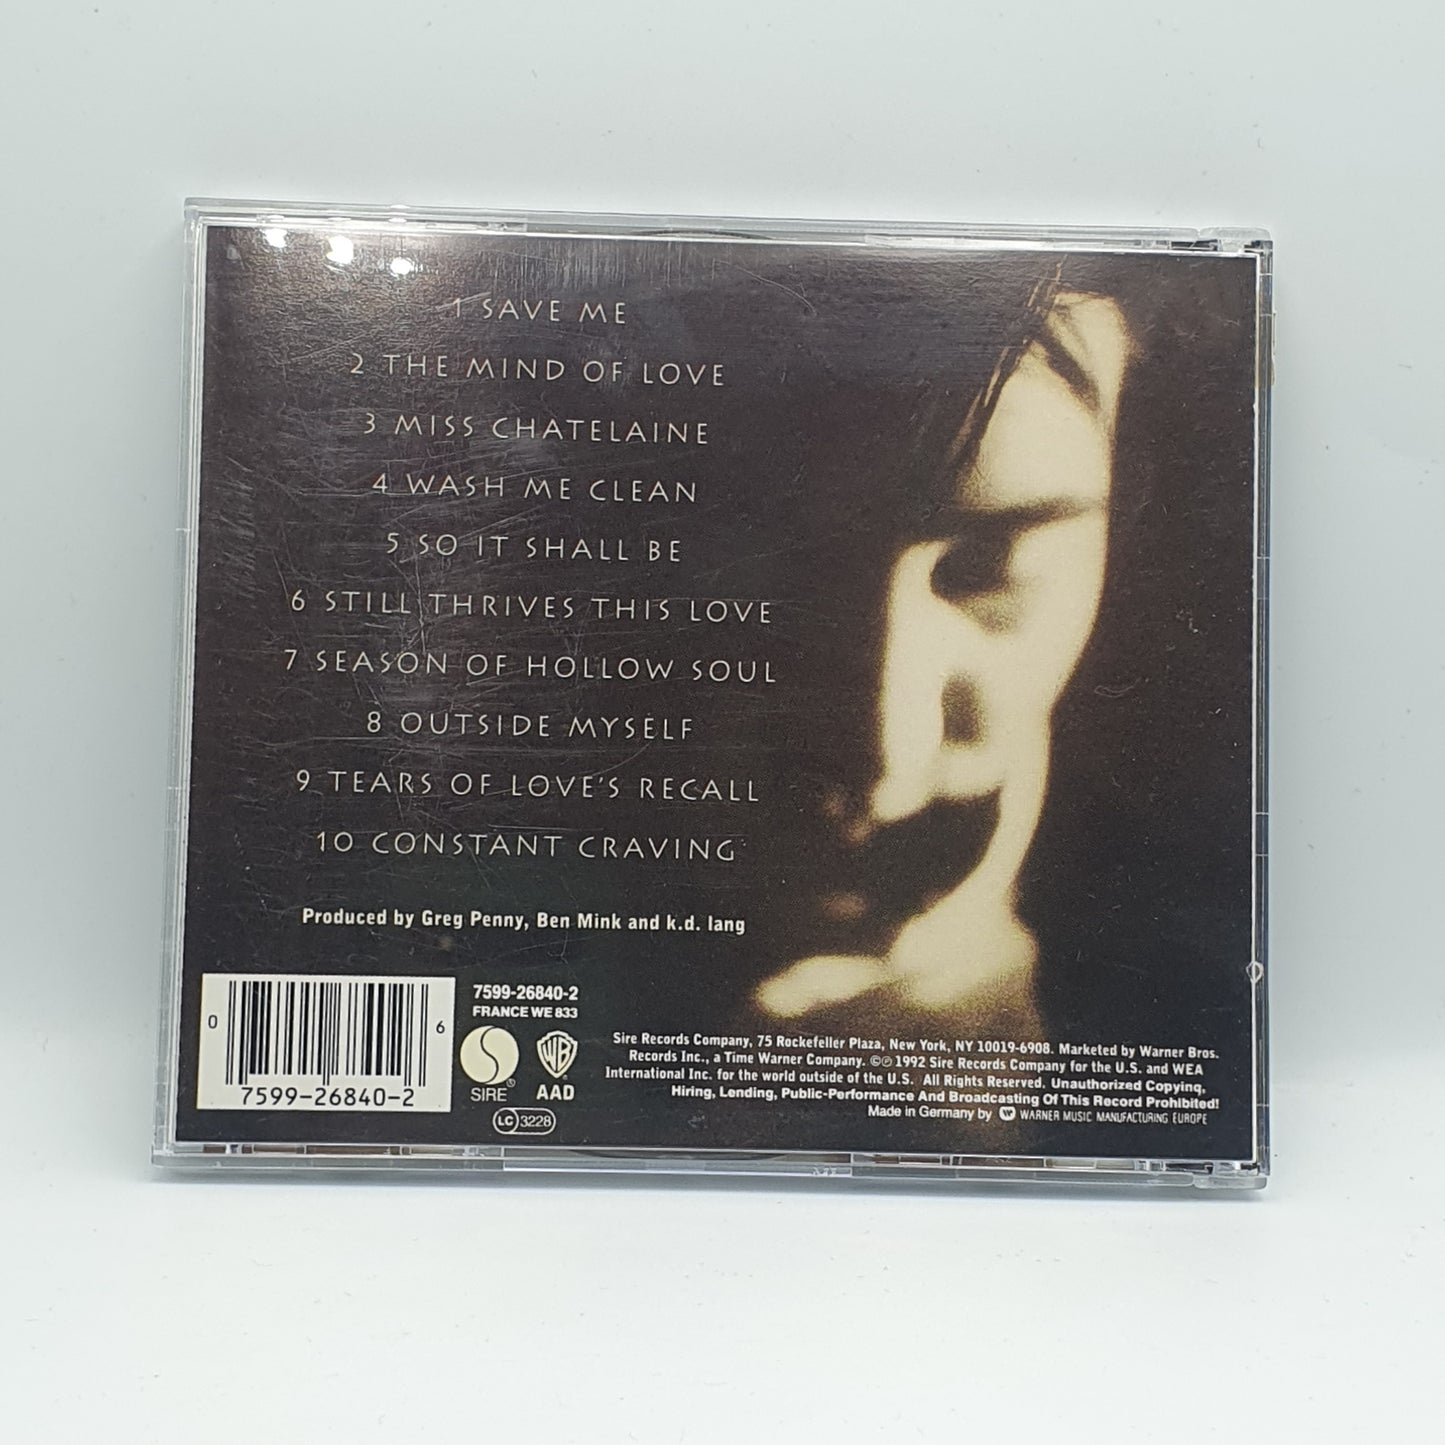 1 SAVE ME
2 THE MIND OF LOVE
3 MISS CHATELAINE
4 WASH ME CLEAN
5 SO IT SHALL BE
6 STILL THRIVES THIS LOVE
7 SEASON OF HOLLOW SOUL
8 OUTSIDE MYSELF
9 TEARS OF LOVE'S RECALL
10 CONSTANT CRAVING
Produced by Greg Penny, Ben Mink and k.d. lang
0 6
7599-26840-2
7599-26840-2
FRANCE WE 833
SIRE®
WB
AAD
LC 3228
Sire Records Company, 75 Rockefeller Plaza, New York, NY 10019-6908. Marketed by Warner Bros.
Records Inc., a Time Warner Company. ©℗ 1992 Sire Records Company for the U.S. and WEA
International Inc. for the world outside of the U.S. All Rights Reserved. Unauthorized Copying,
Hiring, Lending, Public-Performance And Broadcasting Of This Record Prohibited!
Made in Germany by WARNER MUSIC MANUFACTURING EUROPE